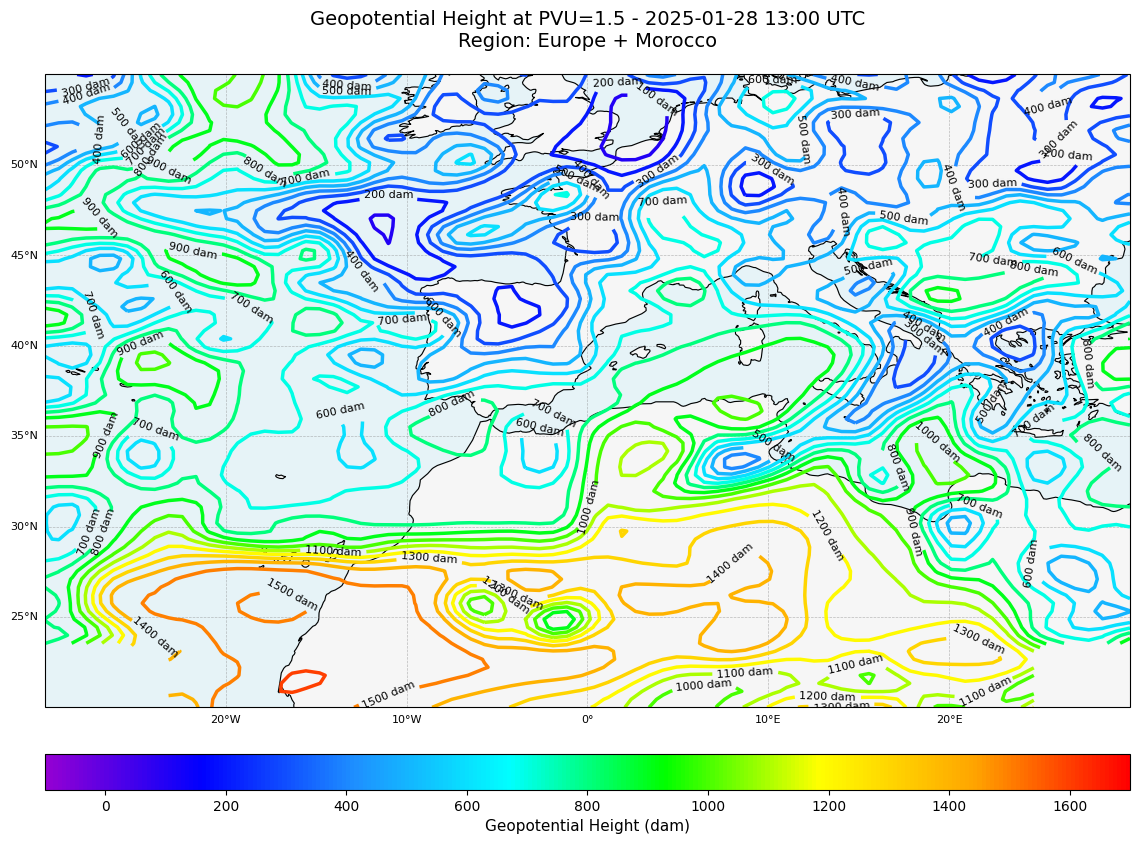 Geopotential Height at PVU=1.5 - 2025-01-28 13:00 UTC
Region: Europe + Morocco
300 dam
400 dam
400 dam
500 dam
200 dam
100 dam
600 dam
400 dam
400 dam
300 dam
400 dam
500 dam
600 dam
700 dam
800 dam
900 dam
800 dam
700 dam
200 dam
300 dam
300 dam
300 dam
500 dam
300 dam
400 dam
50°N
900 dam
900 dam
400 dam
300 dam
700 dam
400 dam
500 dam
400 dam
300 dam
45°N
700 dam
600 dam
700 dam
700 dam
600 dam
500 dam
700 dam
800 dam
600 dam
40°N
900 dam
400 dam
300 dam
400 dam
800 dam
35°N
900 dam
700 dam
600 dam
800 dam
700 dam
600 dam
500 dam
500 dam
700 dam
800 dam
1000 dam
800 dam
30°N
700 dam
800 dam
1000 dam
1200 dam
900 dam
700 dam
600 dam
1100 dam
1300 dam
1400 dam
25°N
1500 dam
1400 dam
1200 dam
1300 dam
1300 dam
1500 dam
1000 dam
1100 dam
1100 dam
1200 dam
1300 dam
1100 dam
20°W
10°W
0°
10°E
20°E
0
200
400
600
800
1000
1200
1400
1600
Geopotential Height (dam)